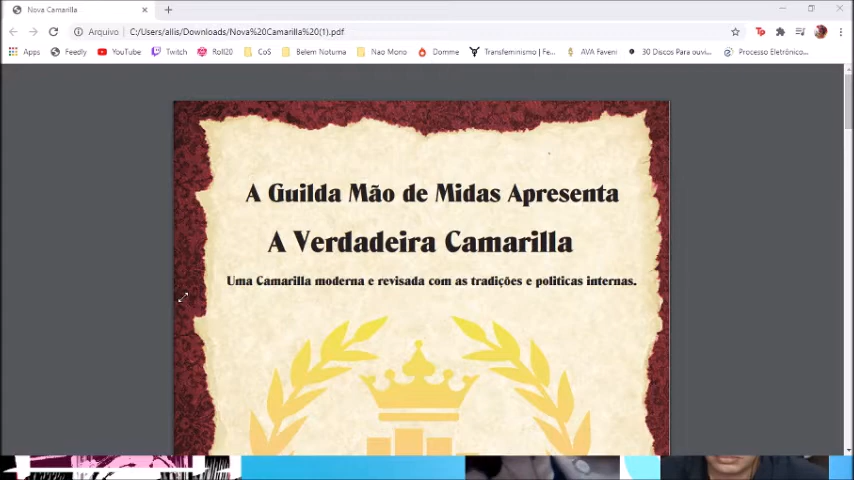 Nova Camarilla
Arquivo
C:/Users/allis/Downloads/Nova%20Camarilla%20(1).pdf
Apps
Feedly
YouTube
Twitch
Roll20
CoS
Belem Noturna
Nao Mono
Domme
Transfeminismo | Fe...
AVA Faveni
30 Discos Para ouvi...
Processo Eletrônic...
A Guilda Mão de Midas Apresenta
A Verdadeira Camarilla
Uma Camarilla moderna e revisada com as tradições e politicas internas.